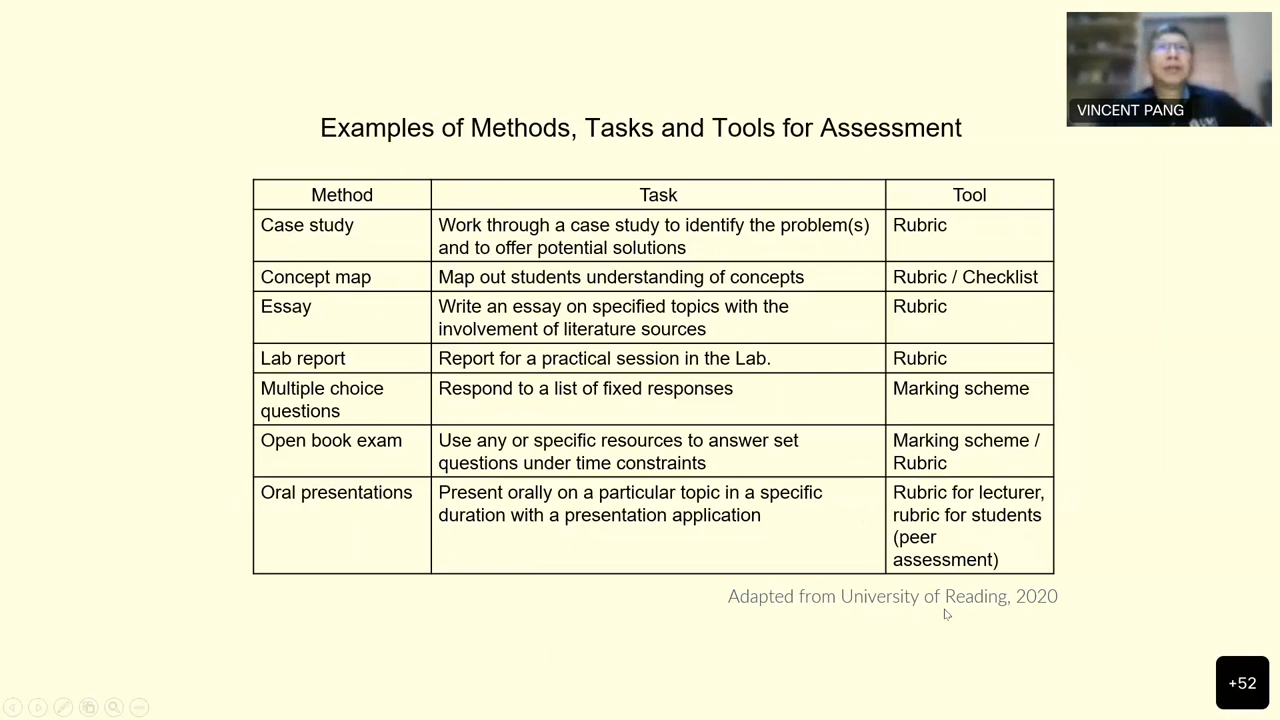 VINCENT PANG
Examples of Methods, Tasks and Tools for Assessment
Method Task Tool
Case study Work through a case study to identify the problem(s) Rubric
and to offer potential solutions
Concept map Map out students understanding of concepts Rubric / Checklist
Essay Write an essay on specified topics with the Rubric
involvement of literature sources
Lab report Report for a practical session in the Lab. Rubric
Multiple choice Respond to a list of fixed responses Marking scheme
questions
Open book exam Use any or specific resources to answer set Marking scheme /
questions under time constraints Rubric
Oral presentations Present orally on a particular topic in a specific Rubric for lecturer,
duration with a presentation application rubric for students
(peer
assessment)
Adapted from University of Reading, 2020
+52